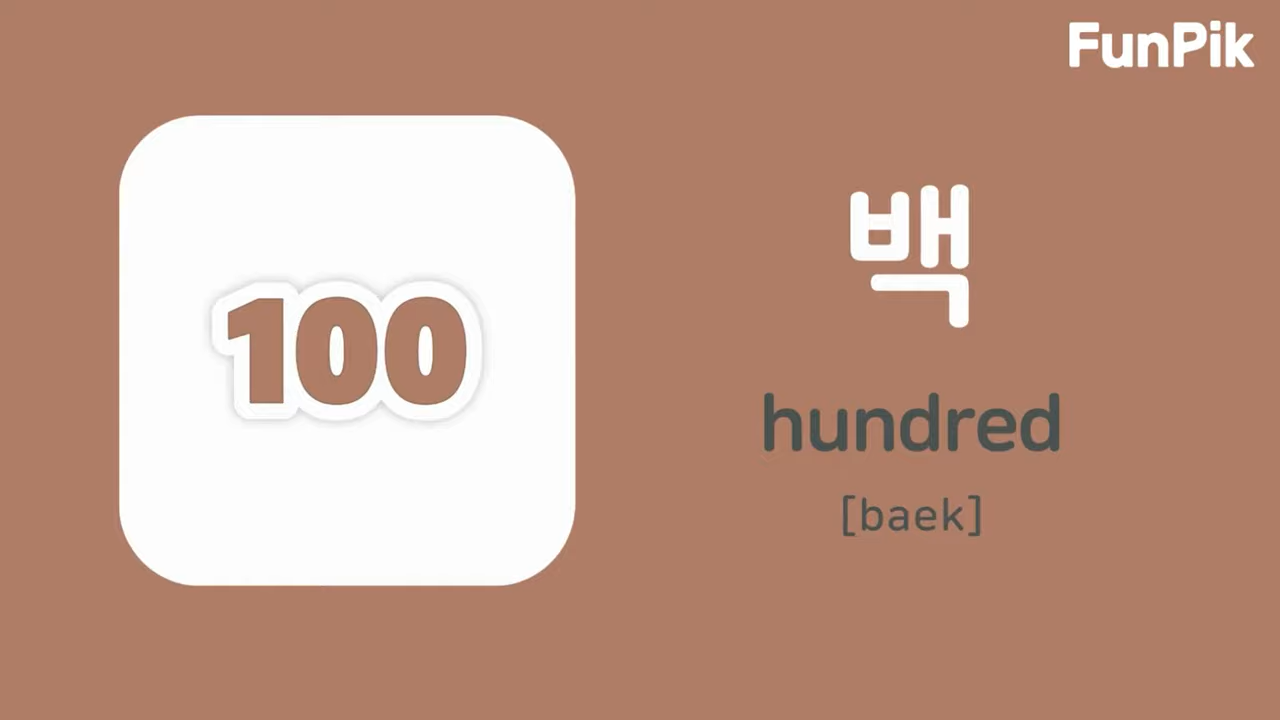 FunPik
100
백
hundred
[baek]